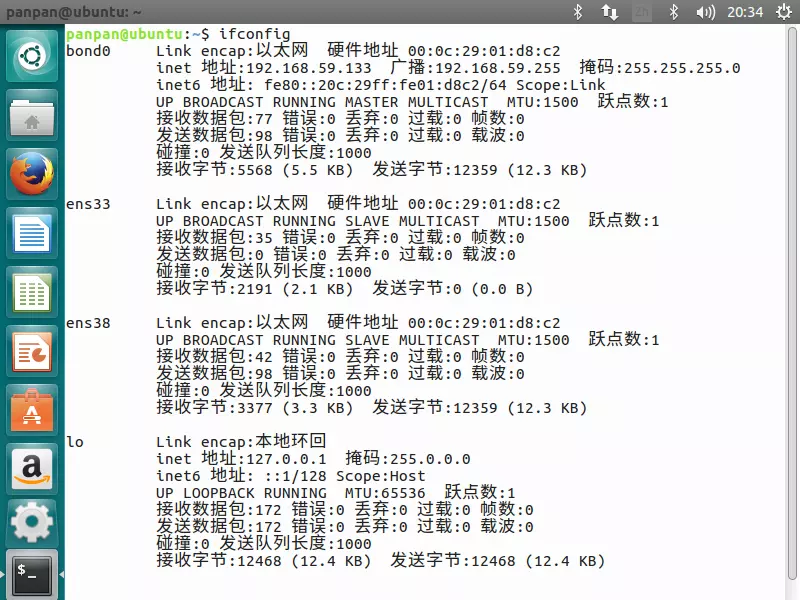 panpan@ubuntu: ~
Zh
20:34
panpan@ubuntu:~$ ifconfig
bond0 Link encap:以太网 硬件地址 00:0c:29:01:d8:c2
inet 地址:192.168.59.133 广播:192.168.59.255 掩码:255.255.255.0
inet6 地址: fe80::20c:29ff:fe01:d8c2/64 Scope:Link
UP BROADCAST RUNNING MASTER MULTICAST MTU:1500 跃点数:1
接收数据包:77 错误:0 丢弃:0 过载:0 帧数:0
发送数据包:98 错误:0 丢弃:0 过载:0 载波:0
碰撞:0 发送队列长度:1000
接收字节:5568 (5.5 KB) 发送字节:12359 (12.3 KB)
ens33 Link encap:以太网 硬件地址 00:0c:29:01:d8:c2
UP BROADCAST RUNNING SLAVE MULTICAST MTU:1500 跃点数:1
接收数据包:35 错误:0 丢弃:0 过载:0 帧数:0
发送数据包:0 错误:0 丢弃:0 过载:0 载波:0
碰撞:0 发送队列长度:1000
接收字节:2191 (2.1 KB) 发送字节:0 (0.0 B)
ens38 Link encap:以太网 硬件地址 00:0c:29:01:d8:c2
UP BROADCAST RUNNING SLAVE MULTICAST MTU:1500 跃点数:1
接收数据包:42 错误:0 丢弃:0 过载:0 帧数:0
发送数据包:98 错误:0 丢弃:0 过载:0 载波:0
碰撞:0 发送队列长度:1000
接收字节:3377 (3.3 KB) 发送字节:12359 (12.3 KB)
lo Link encap:本地环回
inet 地址:127.0.0.1 掩码:255.0.0.0
inet6 地址: ::1/128 Scope:Host
UP LOOPBACK RUNNING MTU:65536 跃点数:1
接收数据包:172 错误:0 丢弃:0 过载:0 帧数:0
发送数据包:172 错误:0 丢弃:0 过载:0 载波:0
碰撞:0 发送队列长度:1000
接收字节:12468 (12.4 KB) 发送字节:12468 (12.4 KB)